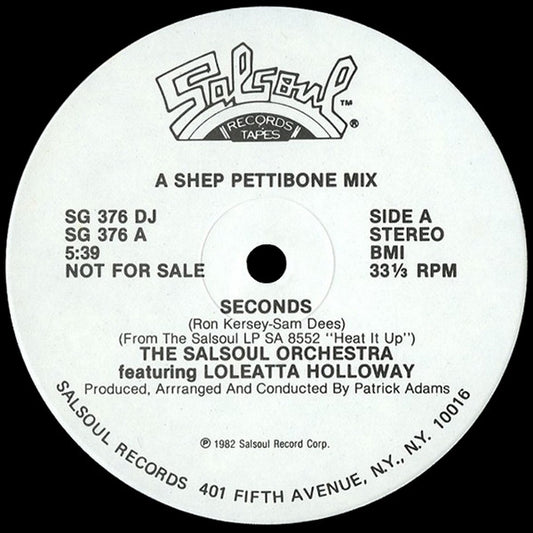 Salsoul TM
RECORDS
TAPES ®
A SHEP PETTIBONE MIX
SG 376 DJ
SG 376 A
5:39
NOT FOR SALE
SIDE A
STEREO
BMI
33⅓ RPM
SECONDS
(Ron Kersey-Sam Dees)
(From The Salsoul LP SA 8552 "Heat It Up")
THE SALSOUL ORCHESTRA
featuring LOLEATTA HOLLOWAY
Produced, Arrranged And Conducted By Patrick Adams
℗ 1982 Salsoul Record Corp.
SALSOUL RECORDS 401 FIFTH AVENUE, N.Y., N.Y. 10016